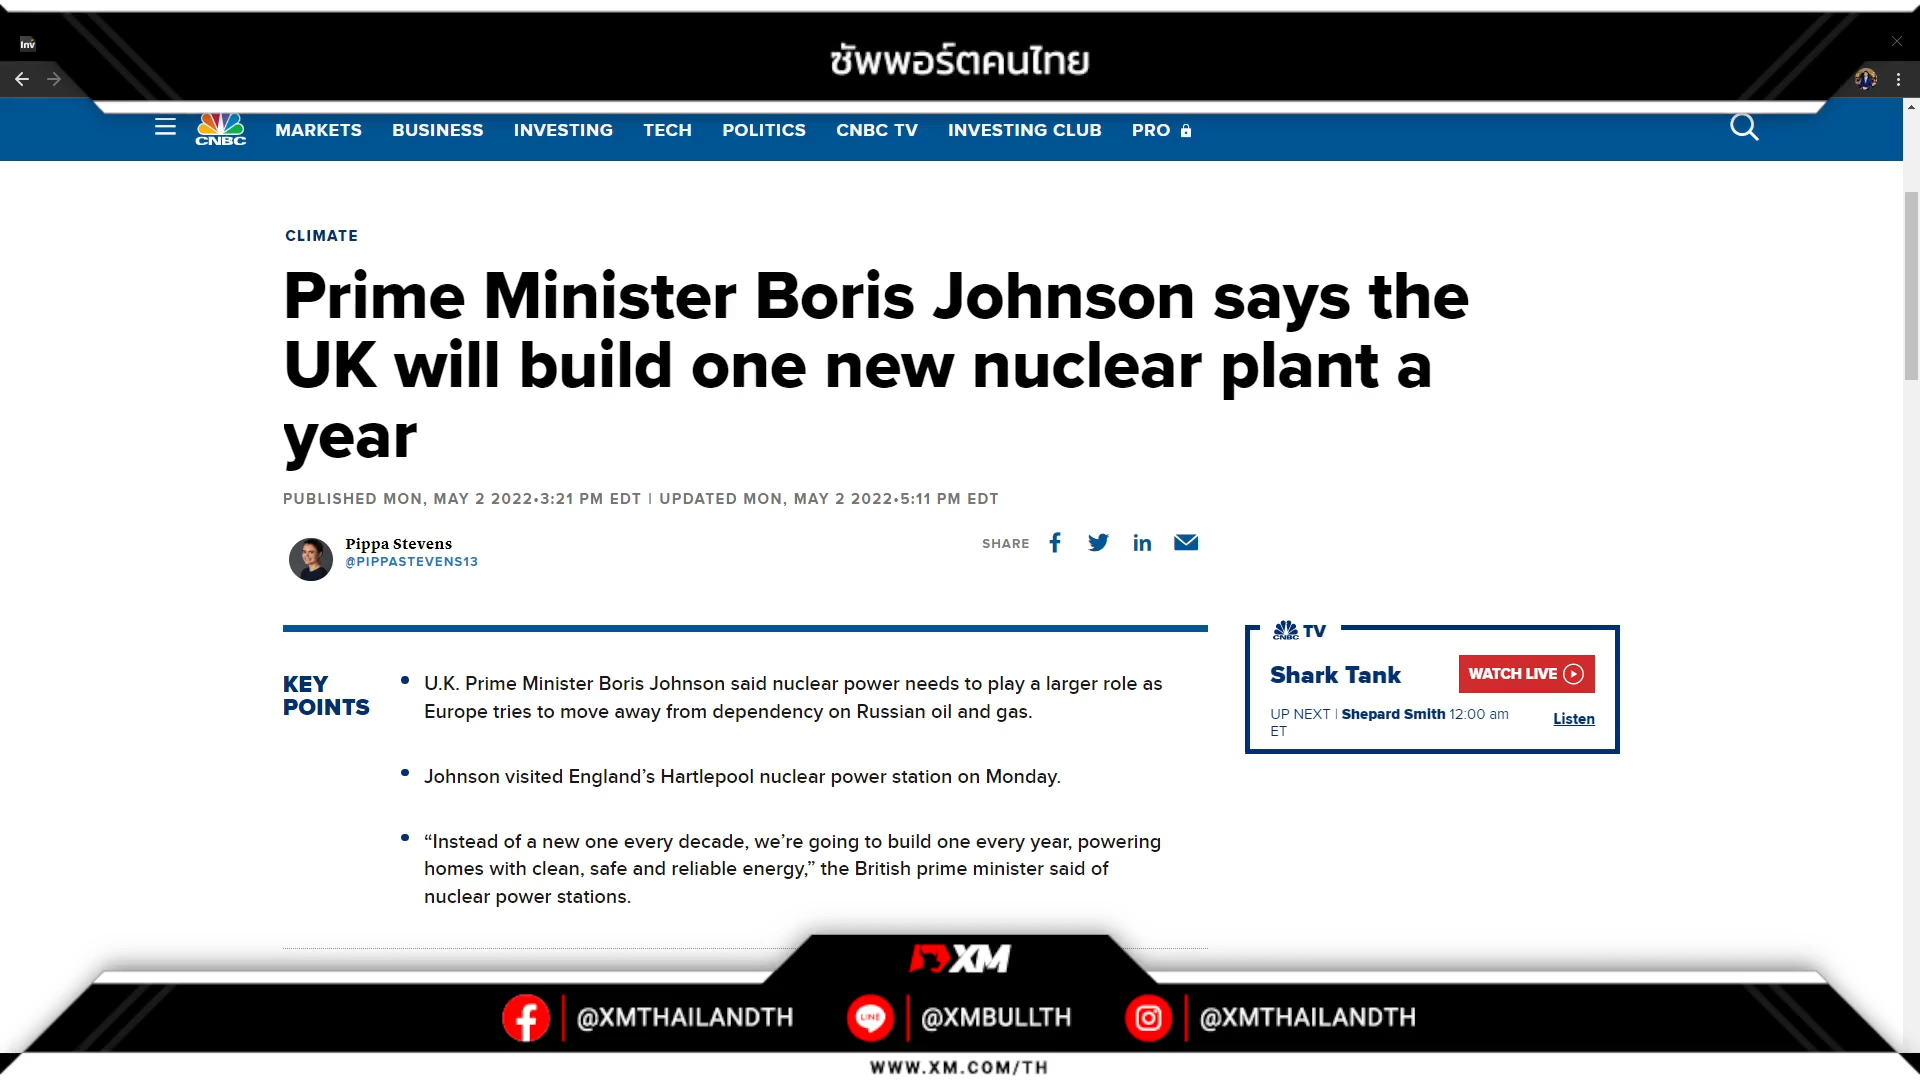 ซัพพอร์ตคนไทย
Inv
CNBC
MARKETS BUSINESS INVESTING TECH POLITICS CNBC TV INVESTING CLUB PRO
CLIMATE
Prime Minister Boris Johnson says the
UK will build one new nuclear plant a
year
PUBLISHED MON, MAY 2 2022•3:21 PM EDT | UPDATED MON, MAY 2 2022•5:11 PM EDT
Pippa Stevens
@PIPPASTEVENS13
SHARE
KEY
POINTS
• U.K. Prime Minister Boris Johnson said nuclear power needs to play a larger role as
Europe tries to move away from dependency on Russian oil and gas.
• Johnson visited England’s Hartlepool nuclear power station on Monday.
• “Instead of a new one every decade, we’re going to build one every year, powering
homes with clean, safe and reliable energy,” the British prime minister said of
nuclear power stations.
CNBC TV
Shark Tank
WATCH LIVE
UP NEXT | Shepard Smith 12:00 am
ET
Listen
XM
@XMTHAILANDTH
LINE
@XMBULLTH
@XMTHAILANDTH
WWW.XM.COM/TH